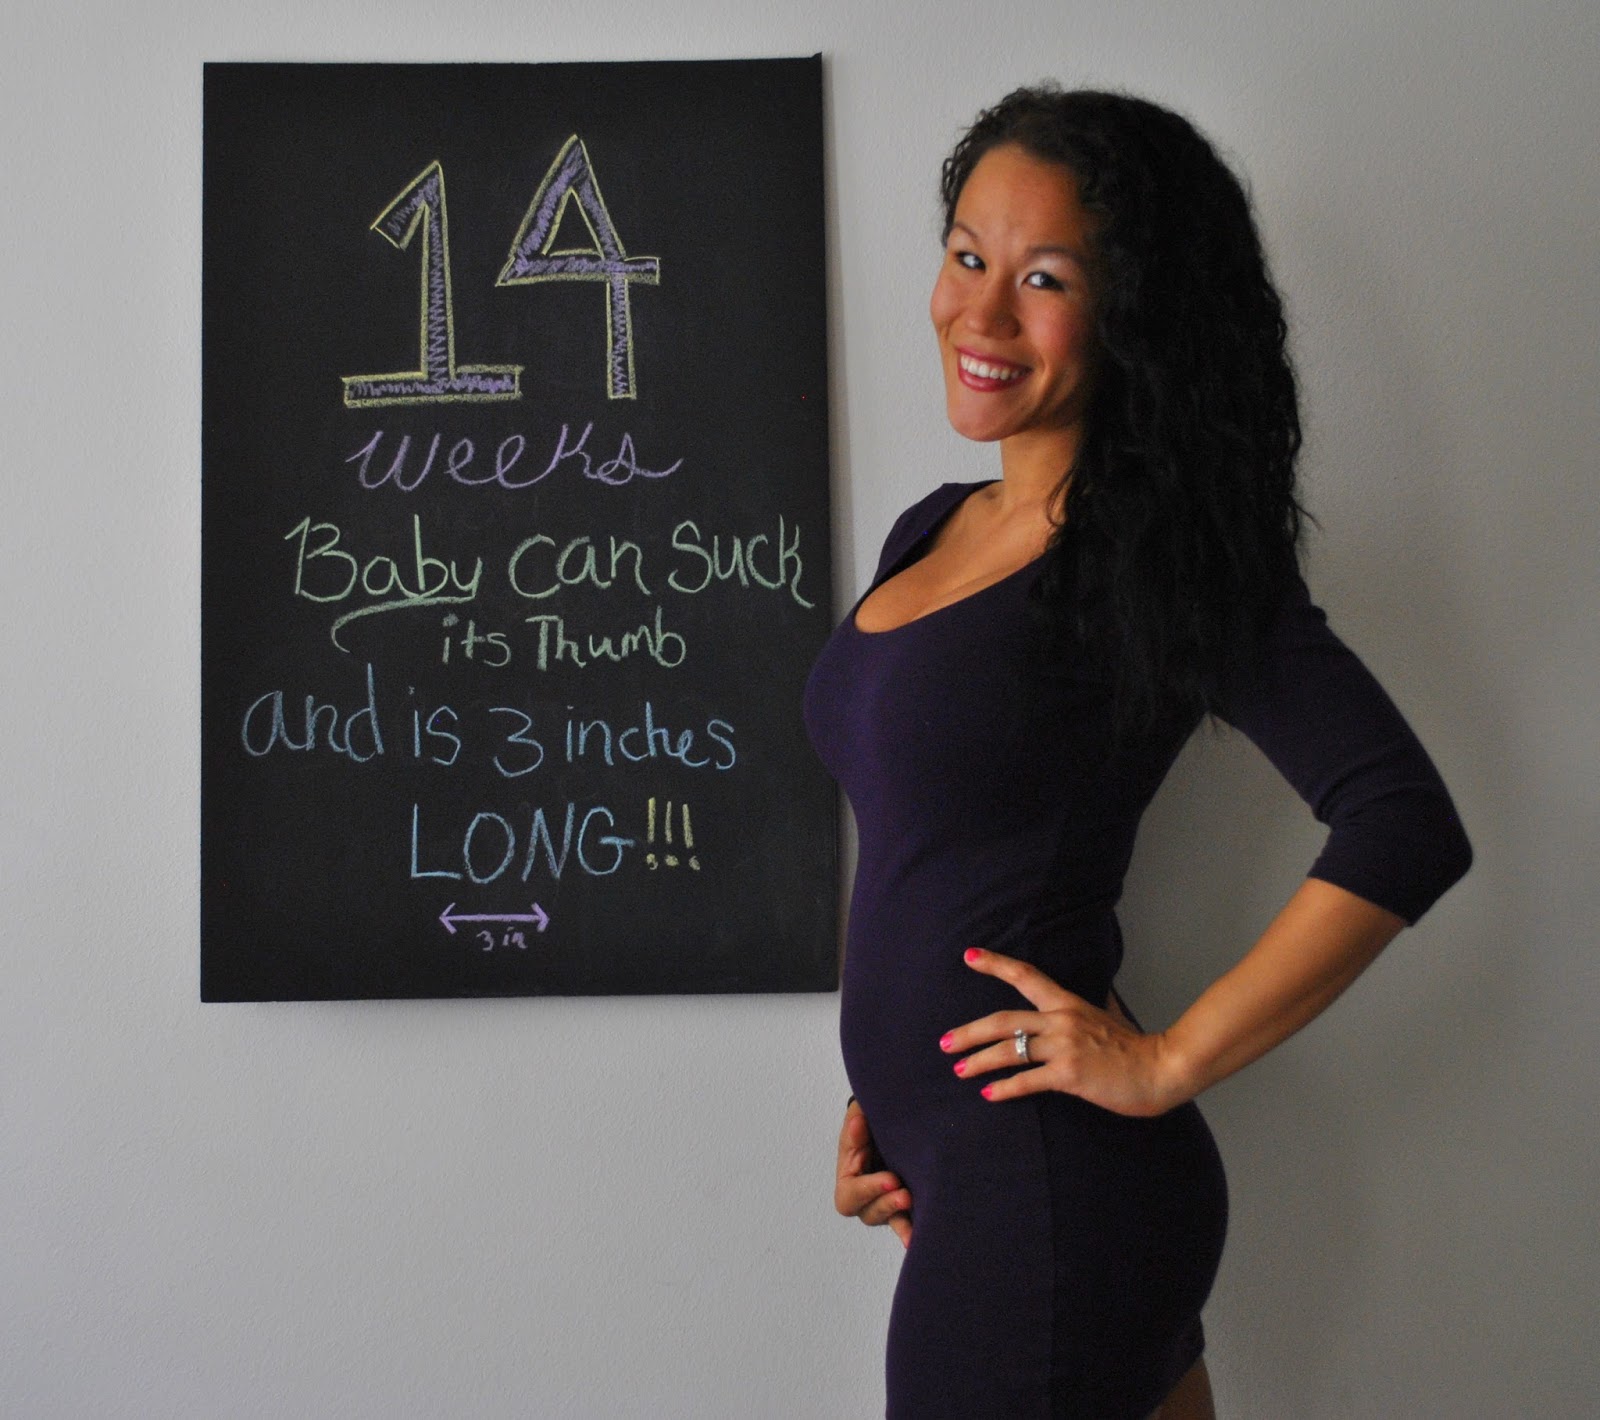 14
weeks
Baby can suck
its Thumb
and is 3 inches
LONG!!!
3 in